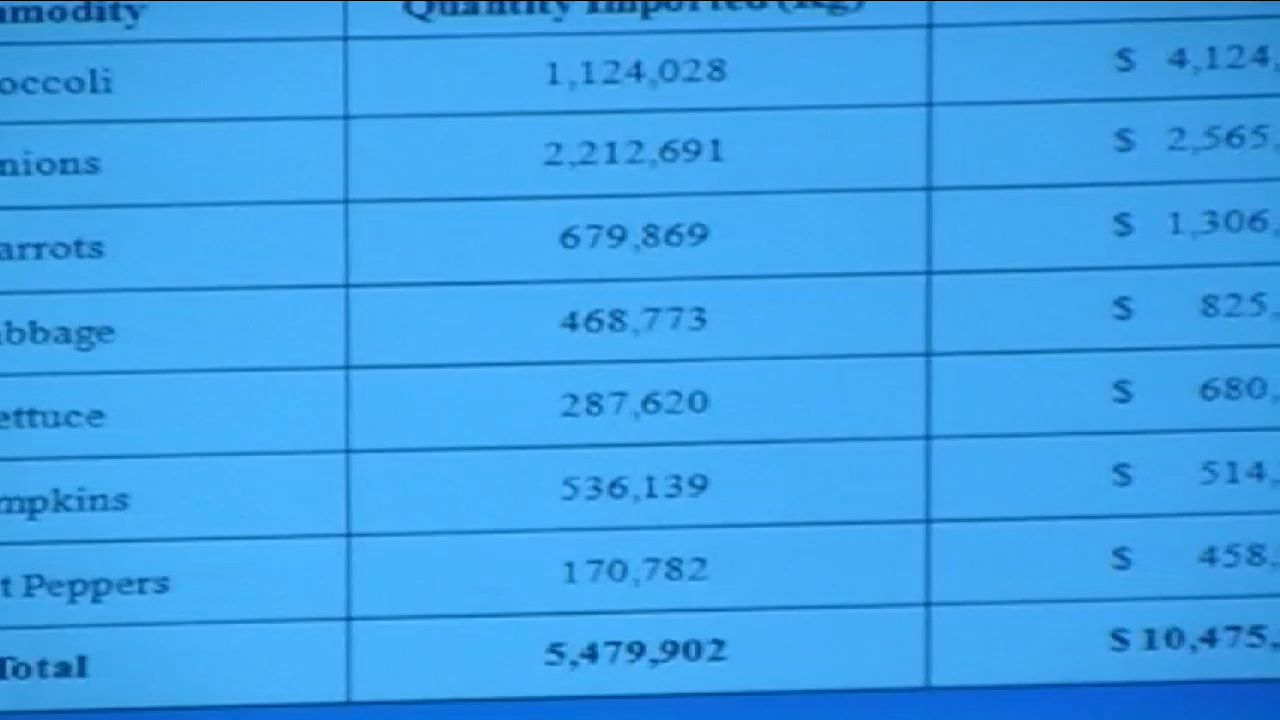 mmodity Quantity Imported (Kg)
occoli 1,124,028 $ 4,124,
nions 2,212,691 $ 2,565,
arrots 679,869 $ 1,306,
bbage 468,773 $ 825,
ettuce 287,620 $ 680,
mpkins 536,139 $ 514,
t Peppers 170,782 $ 458,
Total 5,479,902 $ 10,475,